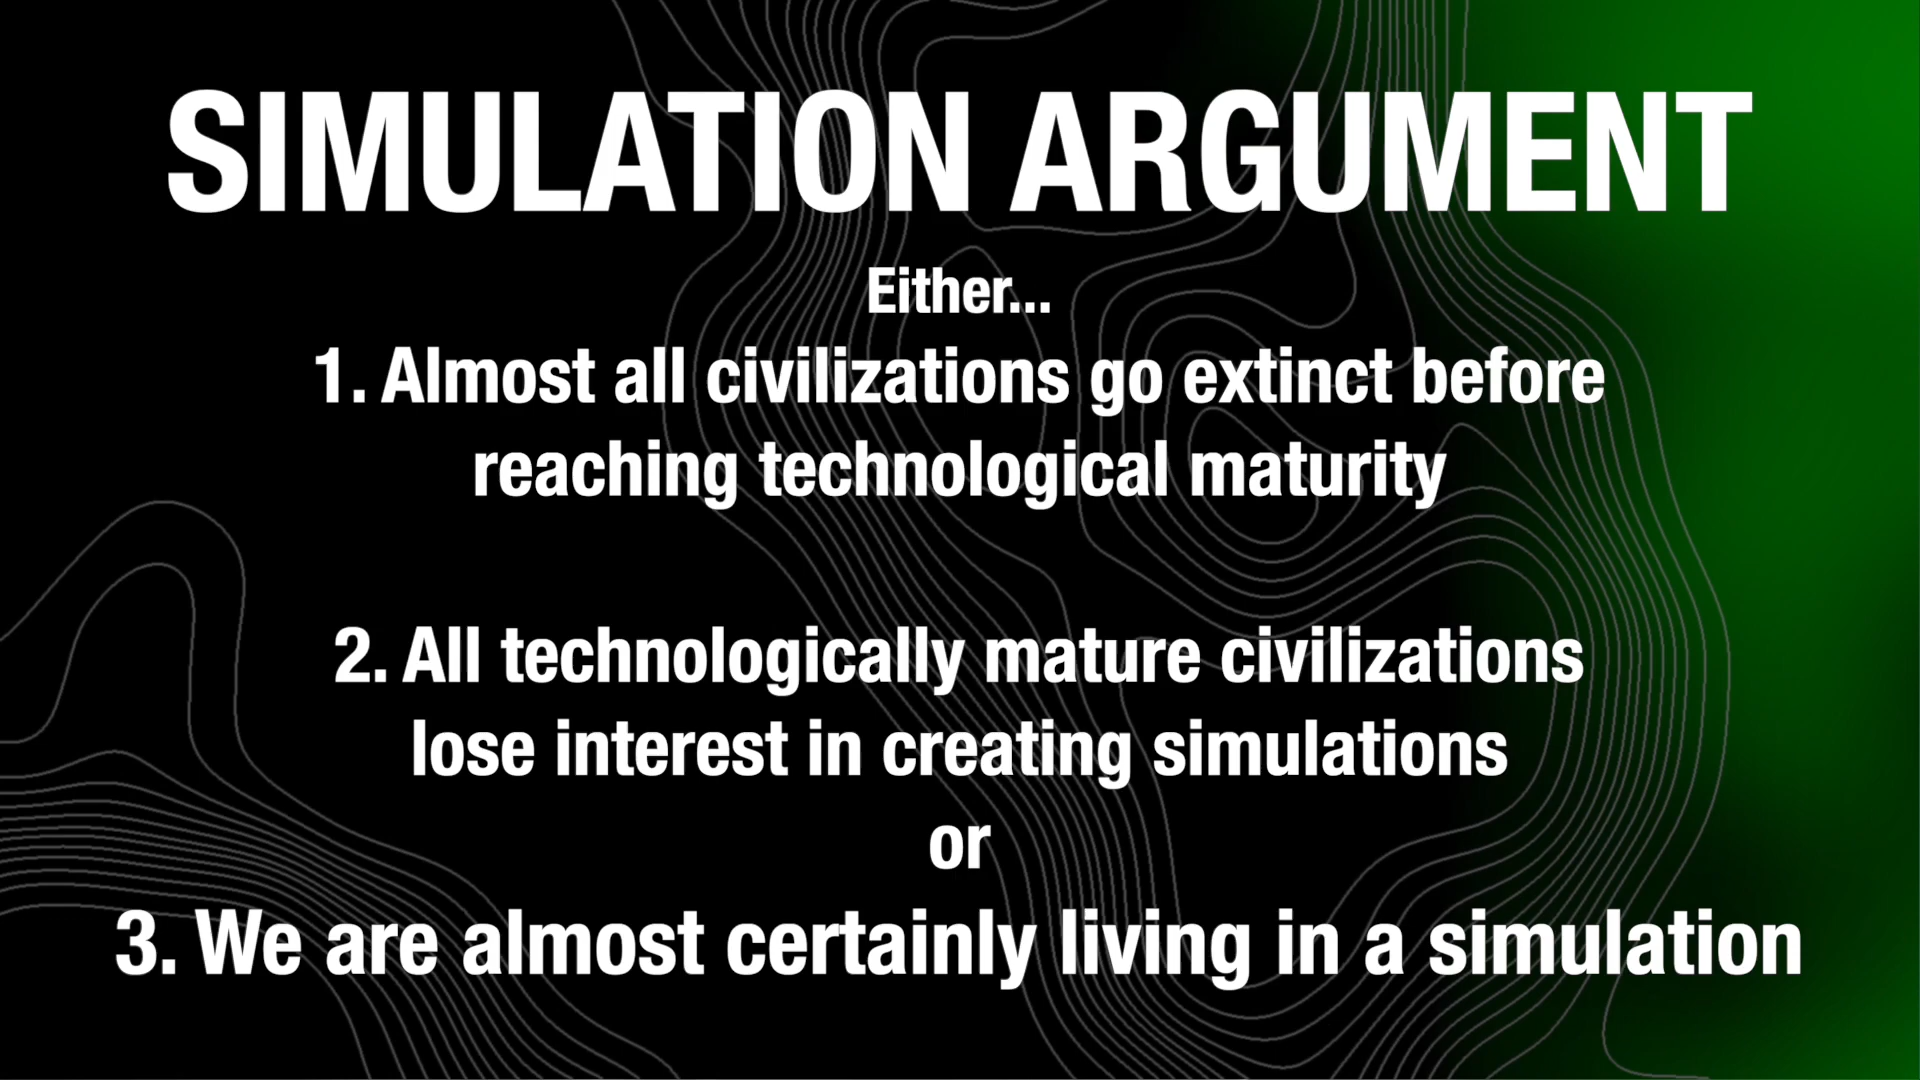 SIMULATION ARGUMENT
Either...
1. Almost all civilizations go extinct before
reaching technological maturity
2. All technologically mature civilizations
lose interest in creating simulations
or
3. We are almost certainly living in a simulation